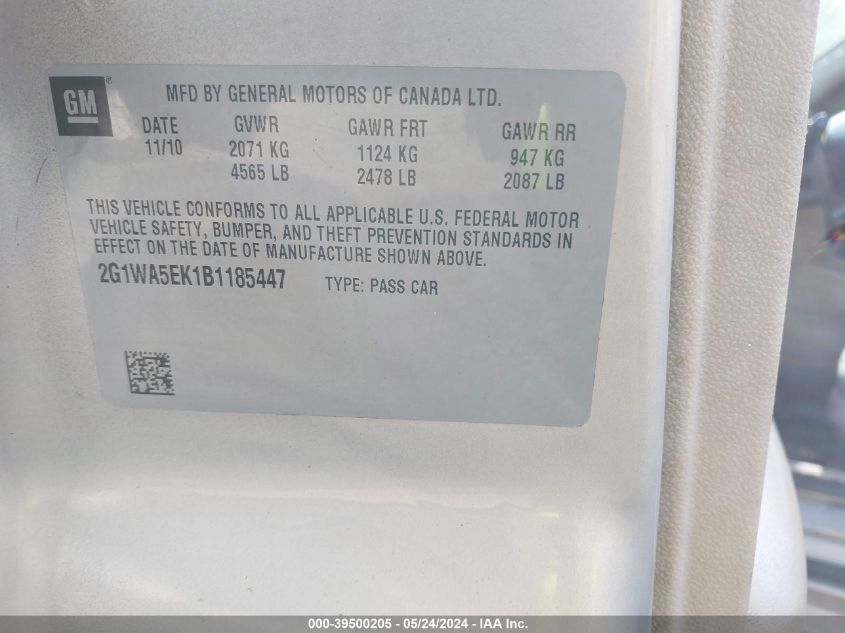 GM ®
MFD BY GENERAL MOTORS OF CANADA LTD.
DATE GVWR GAWR FRT GAWR RR
11/10 2071 KG 1124 KG 947 KG
4565 LB 2478 LB 2087 LB
THIS VEHICLE CONFORMS TO ALL APPLICABLE U.S. FEDERAL MOTOR
VEHICLE SAFETY, BUMPER, AND THEFT PREVENTION STANDARDS IN
EFFECT ON THE DATE OF MANUFACTURE SHOWN ABOVE.
2G1WA5EK1B1185447 TYPE: PASS CAR
000-39500205 - 05/24/2024 - IAA Inc.